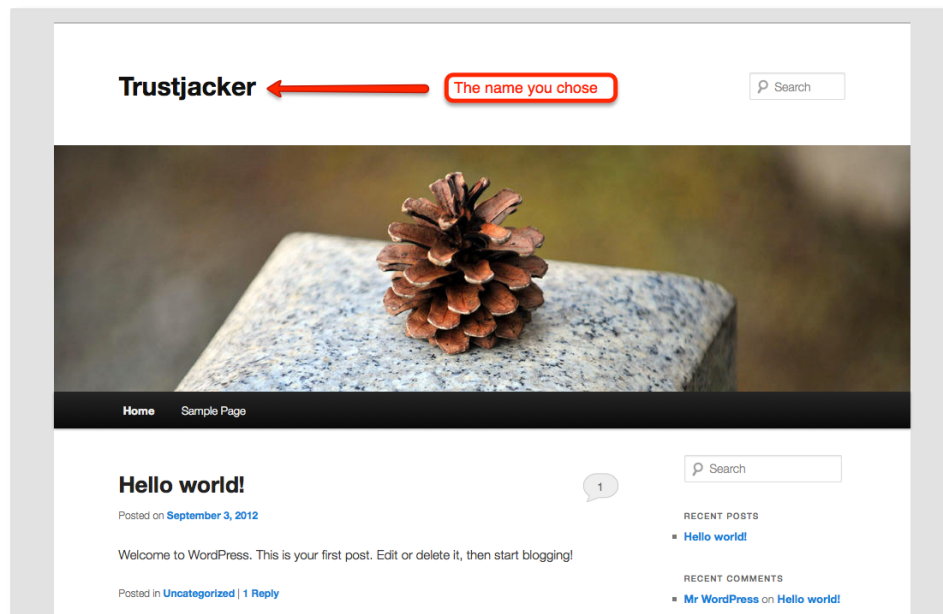 Trustjacker
The name you chose
Search
Home Sample Page
Hello world!
1
Posted on September 3, 2012
Welcome to WordPress. This is your first post. Edit or delete it, then start blogging!
Posted in Uncategorized | 1 Reply
Search
RECENT POSTS
Hello world!
RECENT COMMENTS
Mr WordPress on Hello world!